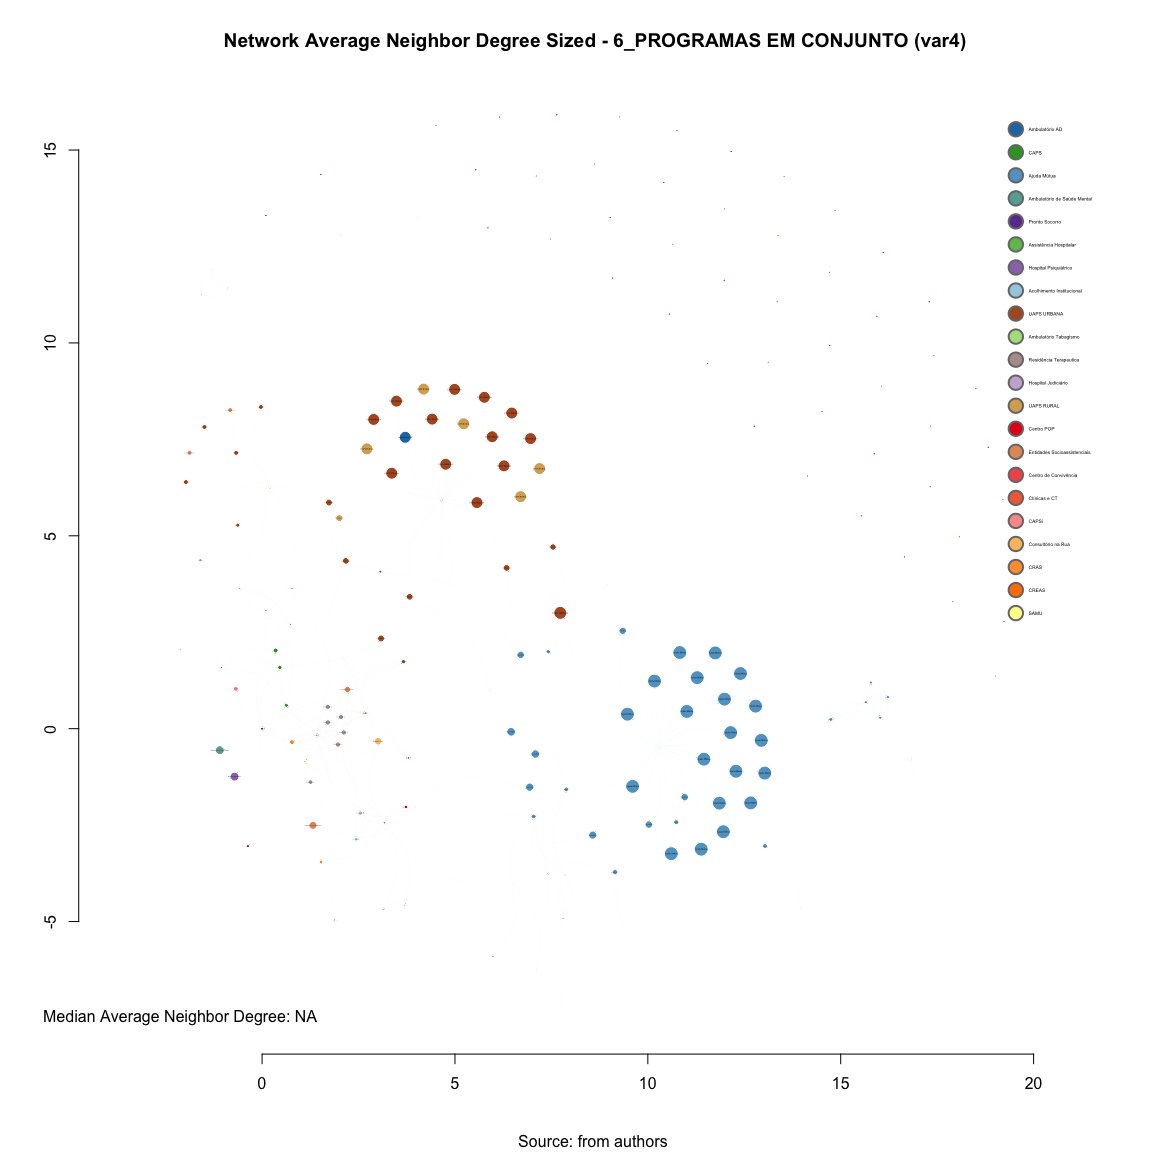 Network Average Neighbor Degree Sized - 6_PROGRAMAS EM CONJUNTO (var4)
15
10
5
0
-5
Ambulatório AD
CAPS
Ajuda Mútua
Ambulatório de Saúde Mental
Pronto Socorro
Assistência Hospitalar
Hospital Psiquiátrico
Acolhimento Institucional
UAPS URBANA
Ambulatório Tabagismo
Residência Terapeutica
Hospital Judiciário
UAPS RURAL
Centro POP
Entidades Socioassistenciais
Centro de Convivência
Clínicas e CT
CAPSi
Consultório na Rua
CRAS
CREAS
SAMU
Median Average Neighbor Degree: NA
0 5 10 15 20
Source: from authors